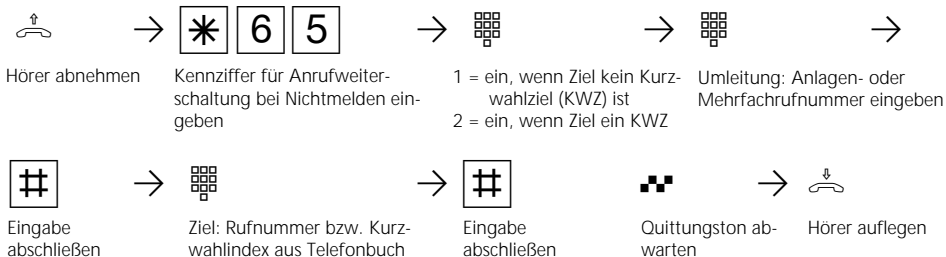 * 6 5
Hörer abnehmen
Kennziffer für Anrufweiter-
schaltung bei Nichtmelden ein-
geben
1 = ein, wenn Ziel kein Kurz-
wahlziel (KWZ) ist
2 = ein, wenn Ziel ein KWZ
Umleitung: Anlagen- oder
Mehrfachrufnummer eingeben
#
#
Eingabe
abschließen
Ziel: Rufnummer bzw. Kurz-
wahlindex aus Telefonbuch
Eingabe
abschließen
Quittungston ab-
warten
Hörer auflegen